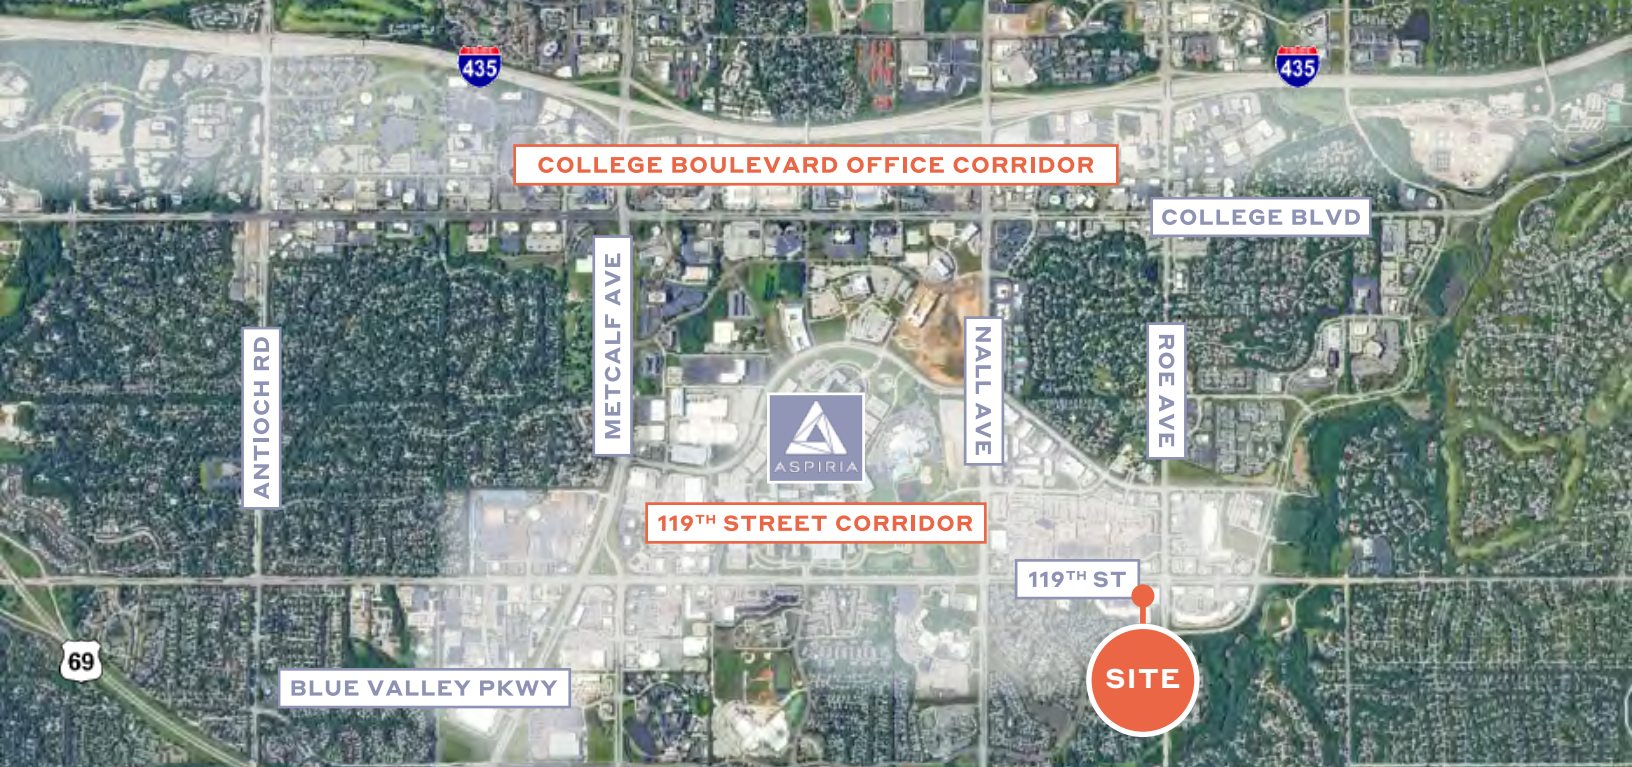 435
435
COLLEGE BOULEVARD OFFICE CORRIDOR
COLLEGE BLVD
METCALF AVE
NALL AVE
ROE AVE
ANTIOCH RD
ASPIRIA
119TH STREET CORRIDOR
119TH ST
69
BLUE VALLEY PKWY
SITE